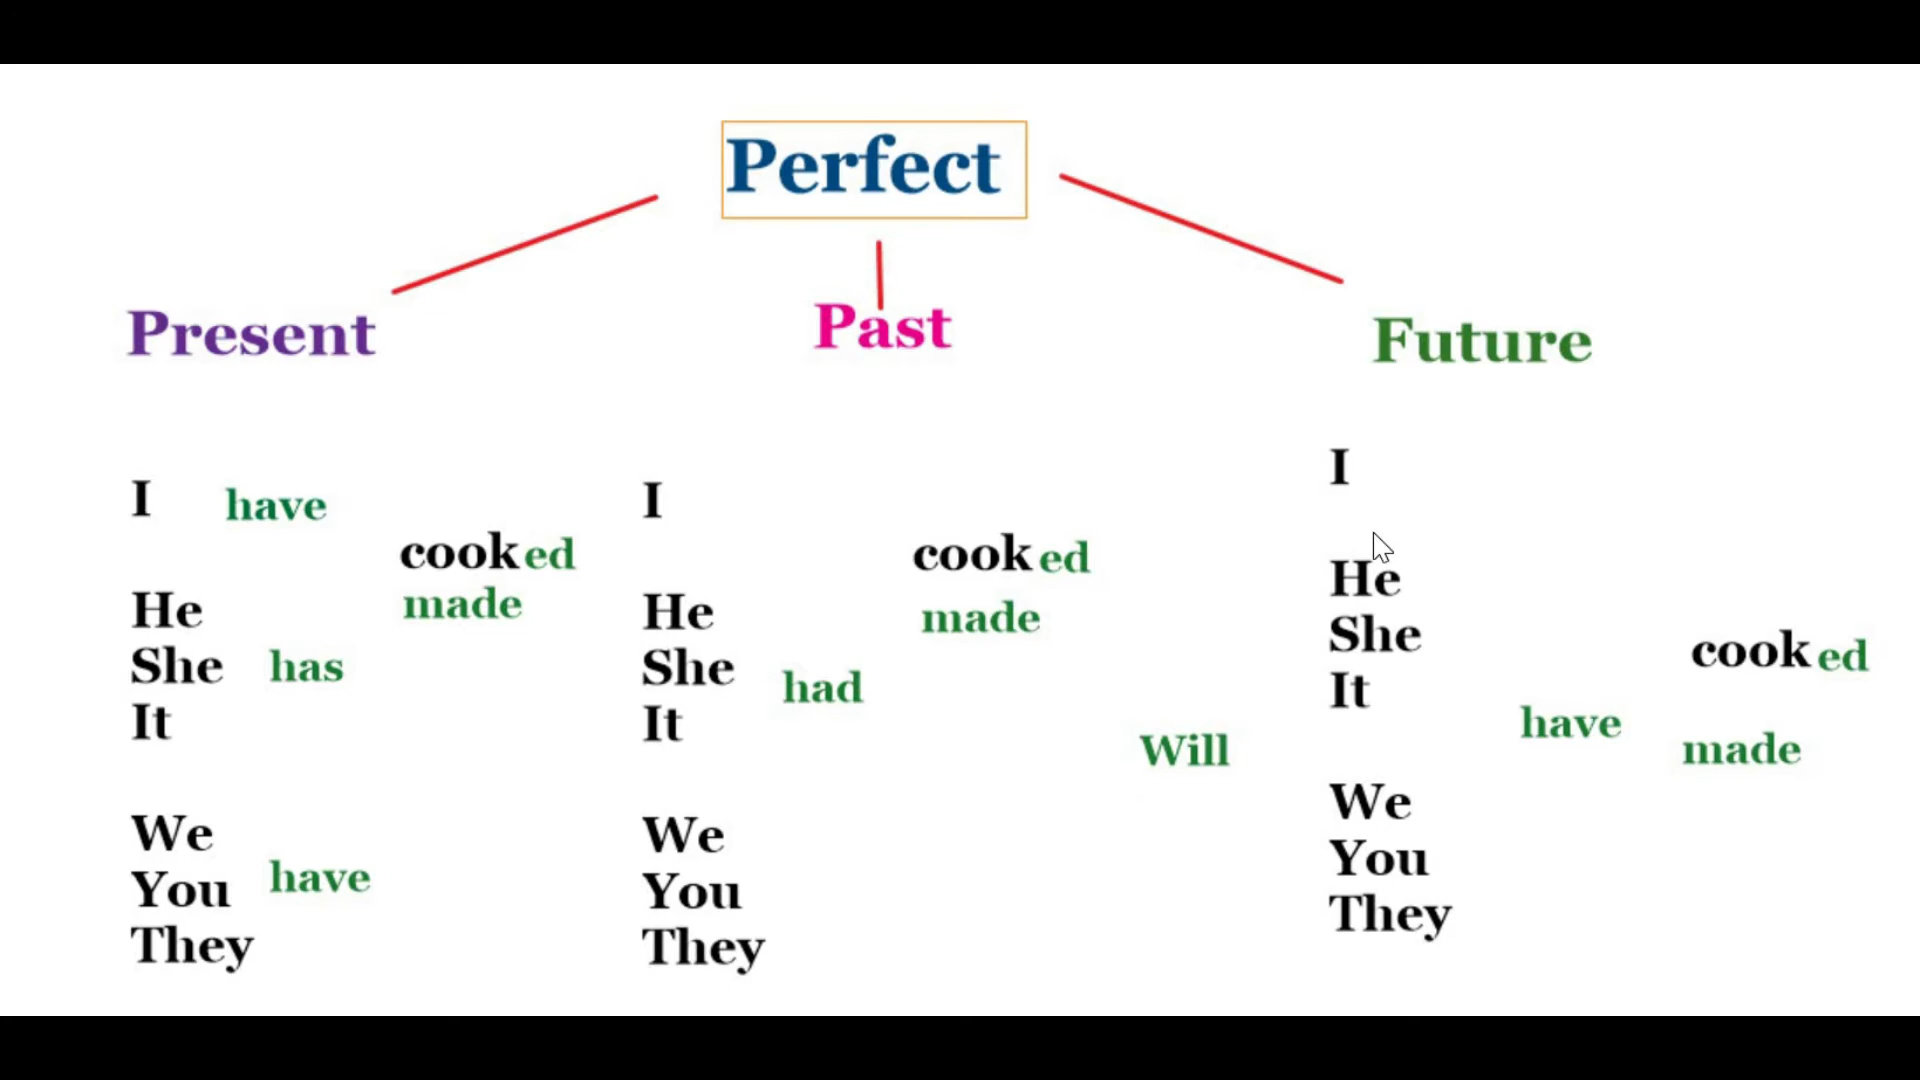 Perfect
Present
Past
Future
I have
cooked
made
He
She has
It
We
You have
They
I
cooked
made
He
She
had
It
We
You
They
Will
I
He
She
It
have
cooked
made
We
You
They